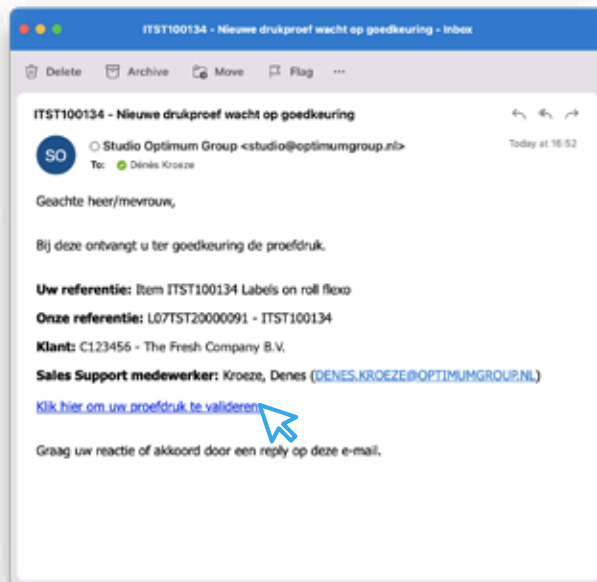 ITST100134 - Nieuwe drukproef wacht op goedkeuring - Inbox
Delete Archive Move Flag ...
ITST100134 - Nieuwe drukproef wacht op goedkeuring
SO
Studio Optimum Group <studio@optimumgroup.nl>
Today at 16:52
To: Dénès Kroeze
Geachte heer/mevrouw,
Bij deze ontvangt u ter goedkeuring de proefdruk.
Uw referentie: Item ITST100134 Labels on roll flexo
Onze referentie: L07TST20000091 - ITST100134
Klant: C123456 - The Fresh Company B.V.
Sales Support medewerker: Kroeze, Denes (DENES.KROEZE@OPTIMUMGROUP.NL)
Klik hier om uw proefdruk te valideren
Graag uw reactie of akkoord door een reply op deze e-mail.